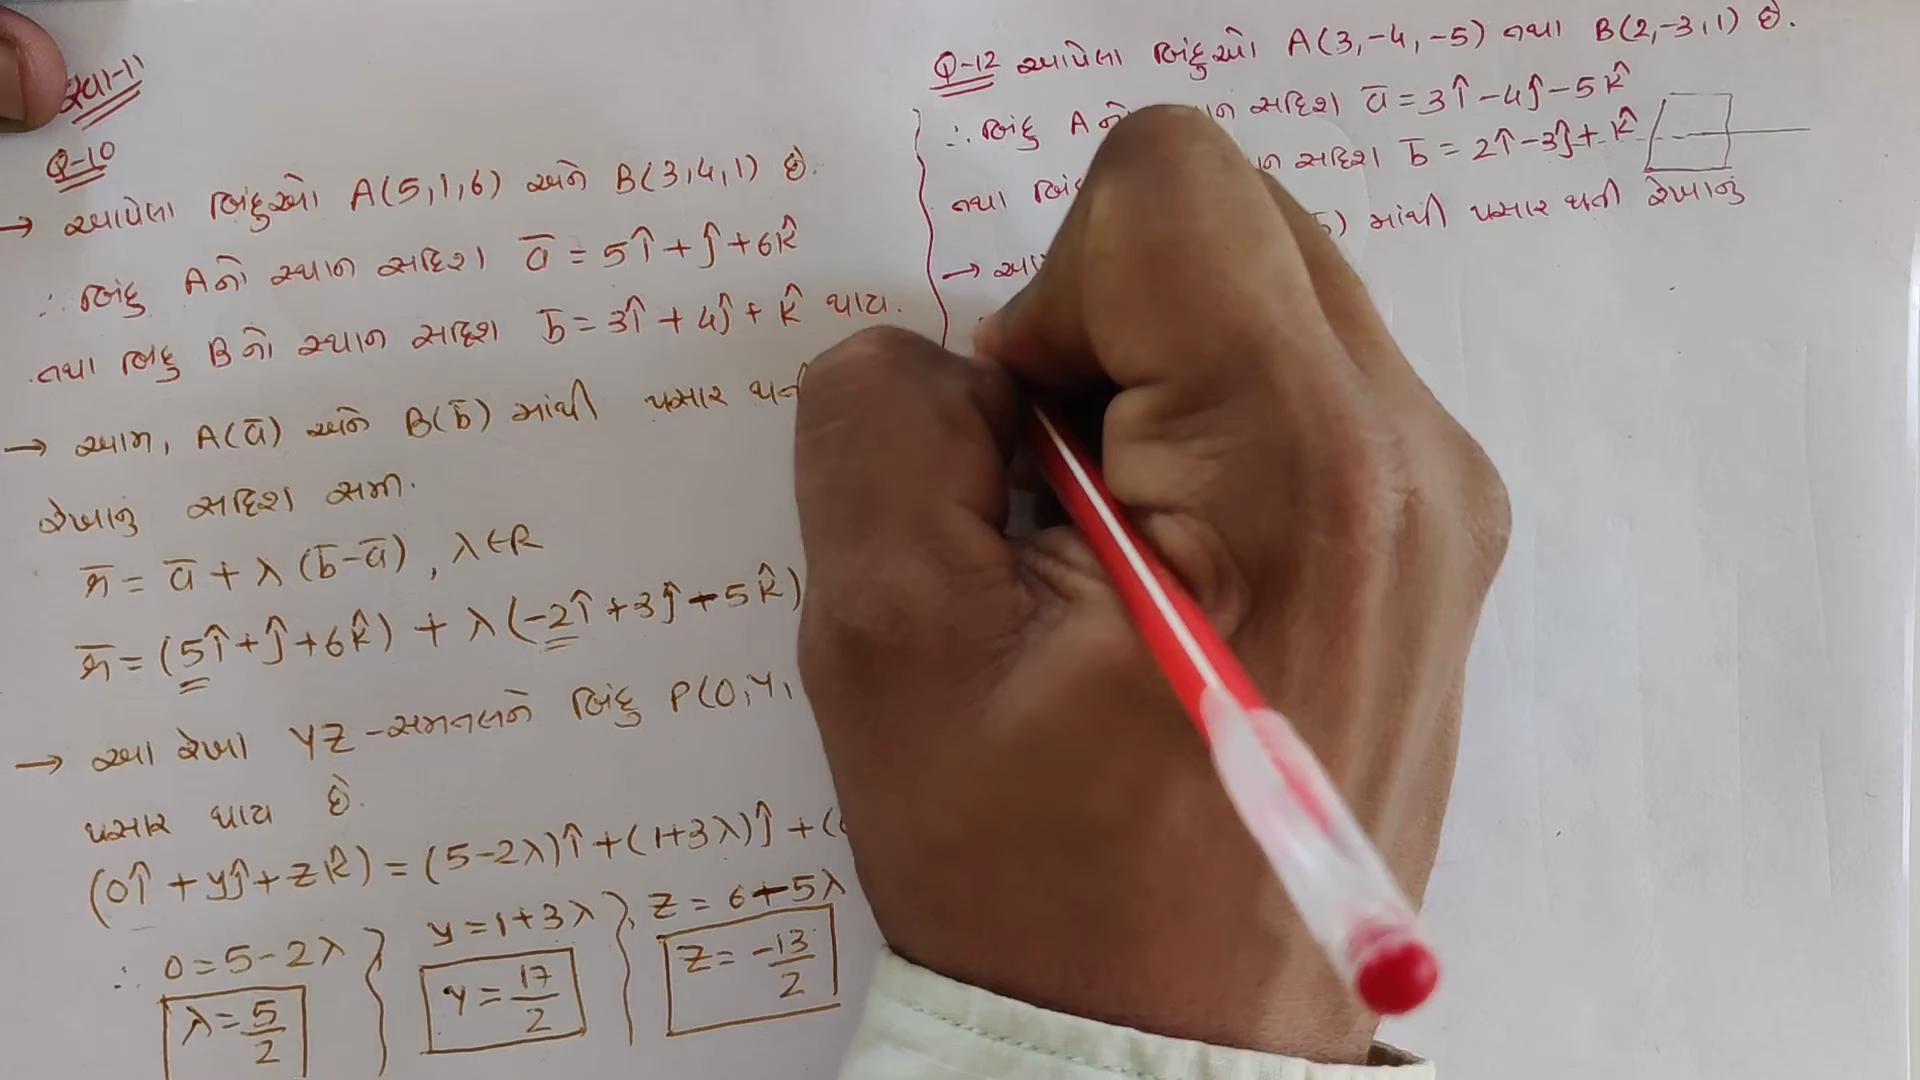 સ્વા-11
Q-10
→ આપેલા બિંદુઓ A(5,1,6) અને B(3,4,1) છે.
∴ બિંદુ Aનો સ્થાન સદિશ a̅ = 5î + ĵ + 6k̂
તથા બિંદુ Bનો સ્થાન સદિશ b̅ = 3î + 4ĵ + k̂ થાય.
→ આમ, A(a̅) અને B(b̅) માંથી પસાર
રેખાનું સદિશ સમી.
r̅ = a̅ + λ (b̅-a̅), λ∈R
r̅ = (5î+ĵ+6k̂) + λ(-2î+3ĵ-5k̂)
→ આ રેખા YZ-સમતલને બિંદુ P(0,Y,
પસાર થાય છે.
(0î + yĵ + zk̂) = (5-2λ)î + (1+3λ)ĵ + (
∴ 0 = 5-2λ } y = 1+3λ } z = 6-5λ
λ = 5/2 y = 17/2 z = -13/2
Q-12 આપેલા બિંદુઓ A(3,-4,-5) તથા B(2,-3,1) છે.
∴ બિંદુ A સદિશ a̅ = 3î - 4ĵ - 5k̂
તથા સદિશ b̅ = 2î - 3ĵ + k̂
→ માંથી પસાર થતી રેખાનું